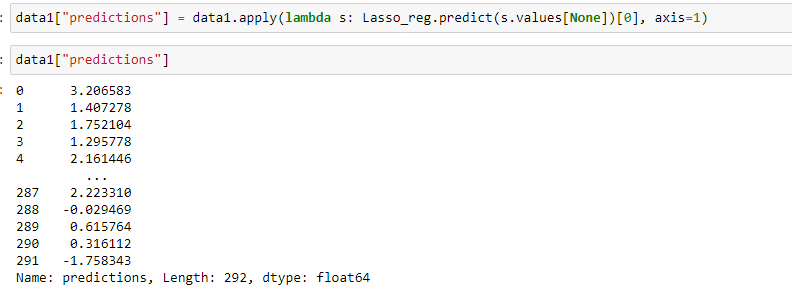 : data1["predictions"] = data1.apply(lambda s: Lasso_reg.predict(s.values[None])[0], axis=1)
: data1["predictions"]
: 0      3.206583
1      1.407278
2      1.752104
3      1.295778
4      2.161446
...
287    2.223310
288   -0.029469
289    0.615764
290    0.316112
291   -1.758343
Name: predictions, Length: 292, dtype: float64